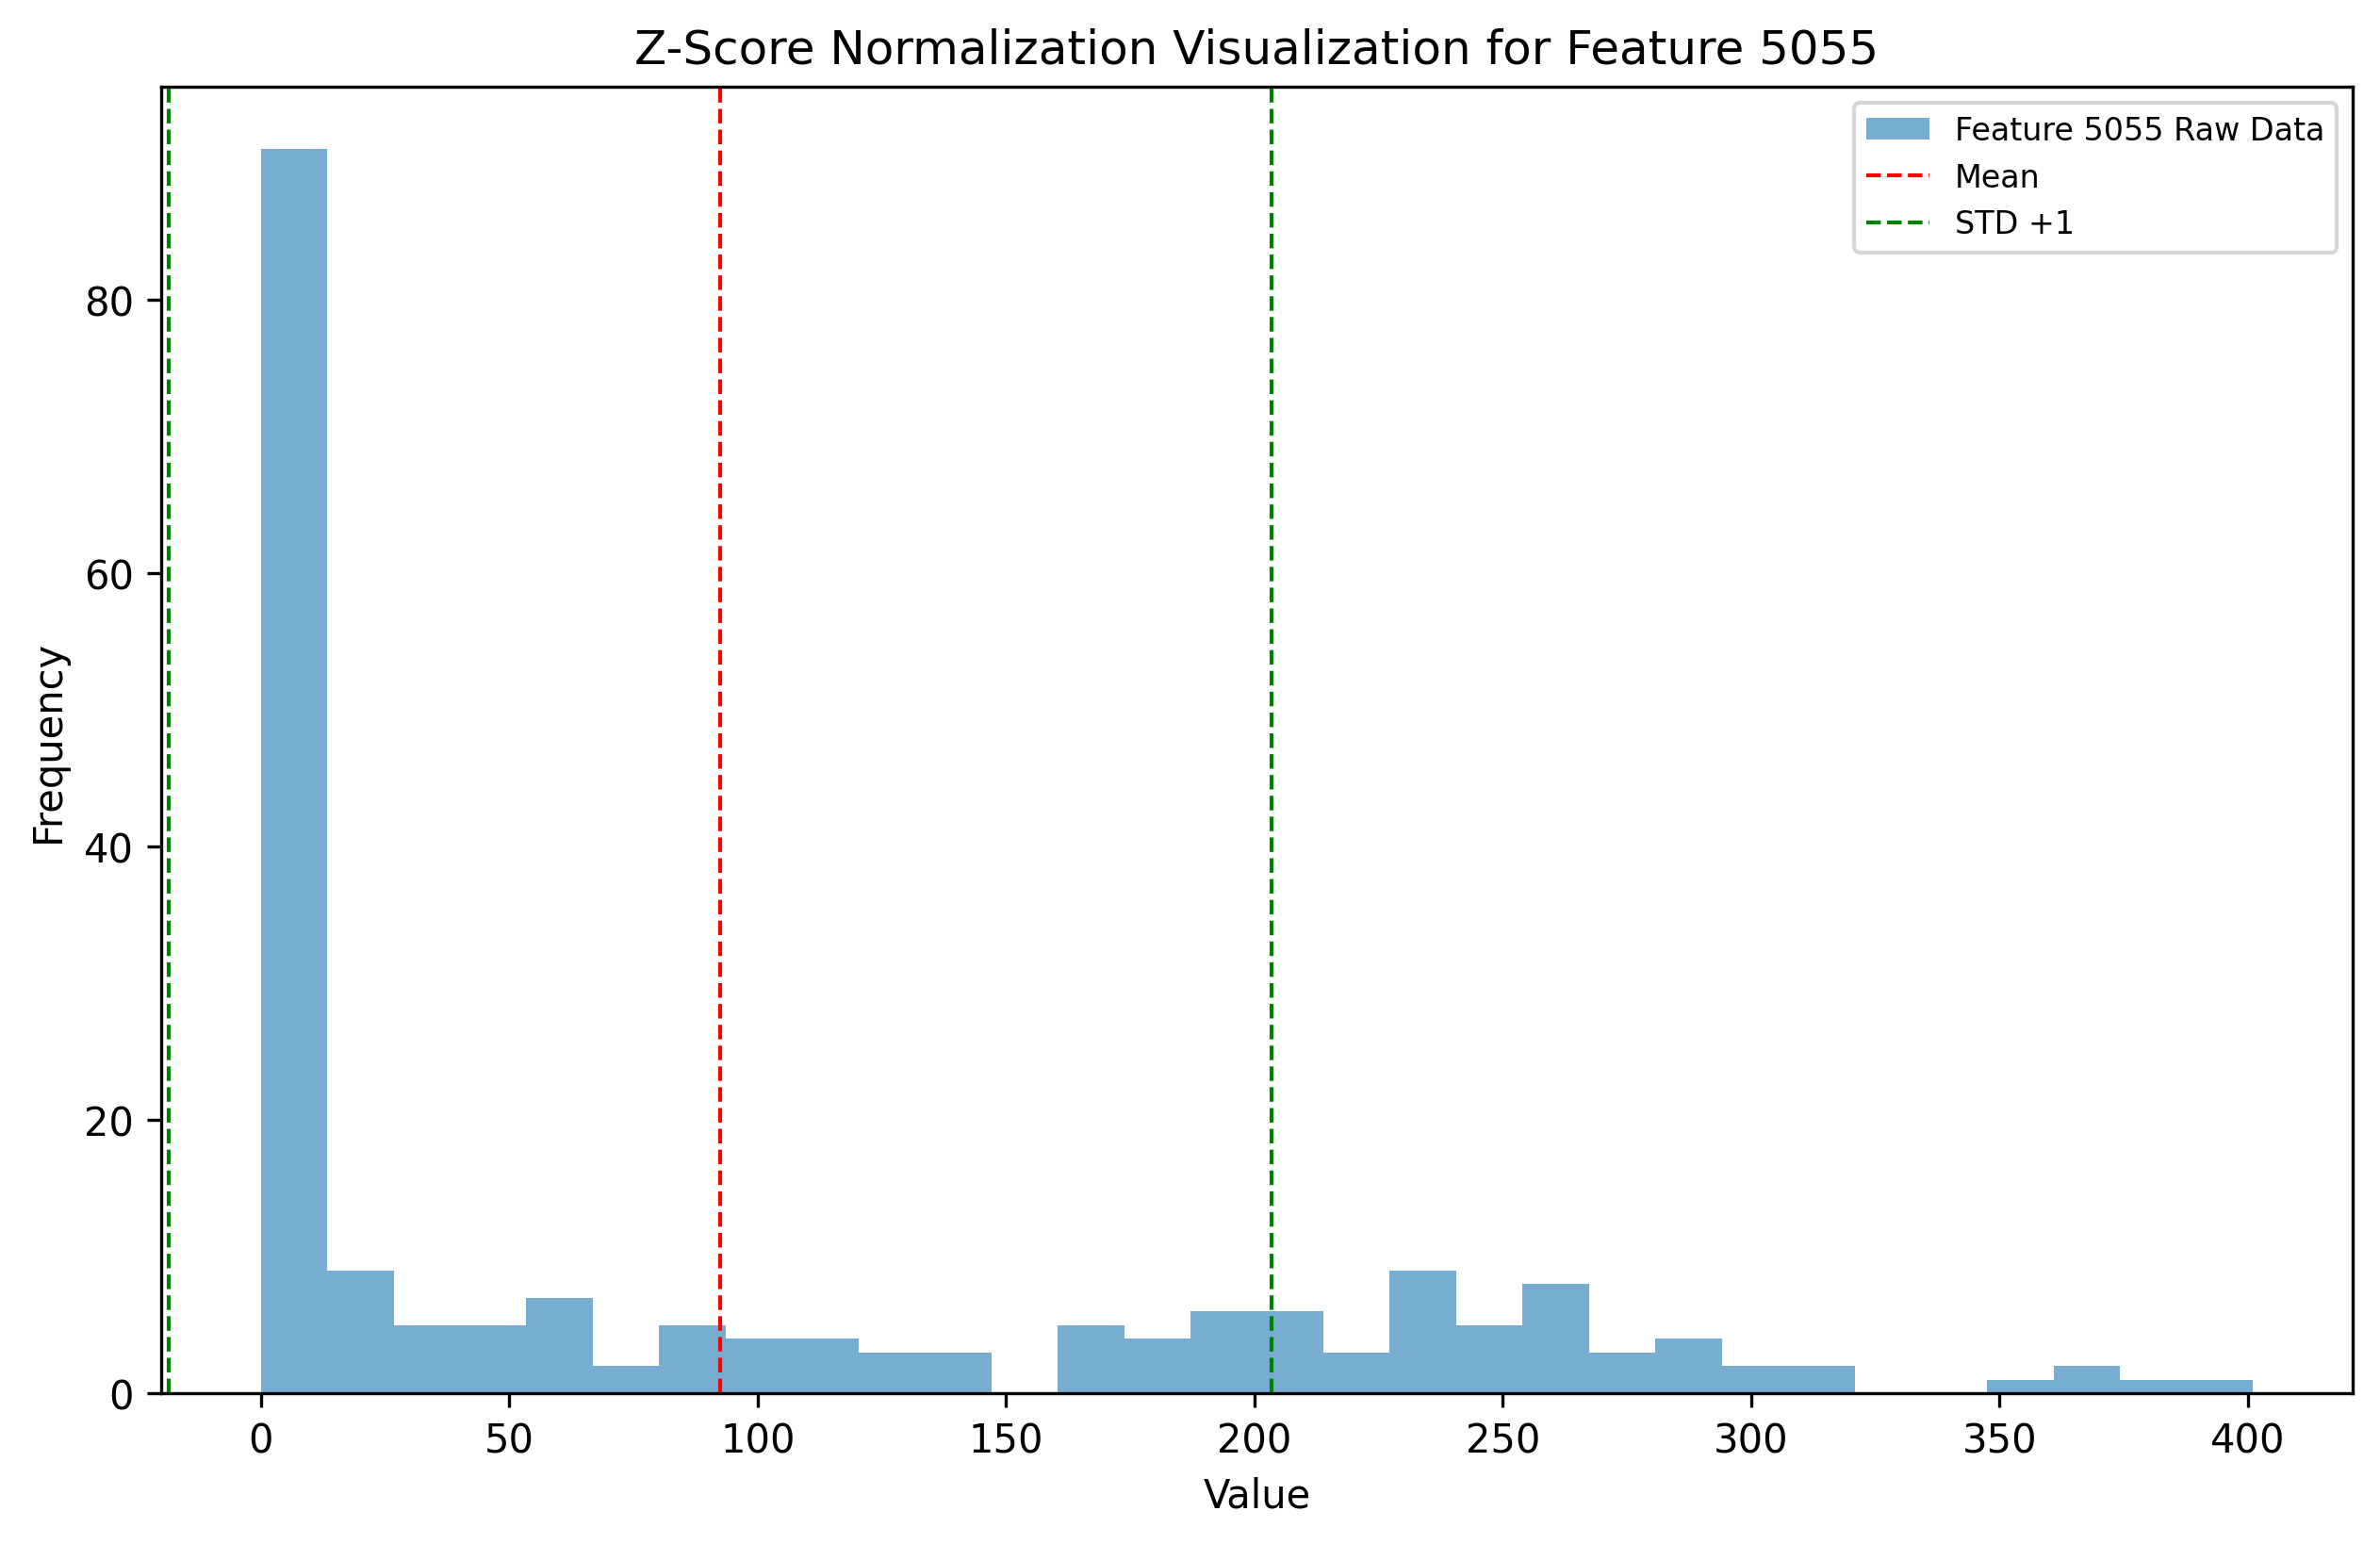 Z-Score Normalization Visualization for Feature 5055
Feature 5055 Raw Data
Mean
STD +1
80
60
40
20
0
Frequency
0 50 100 150 200 250 300 350 400
Value